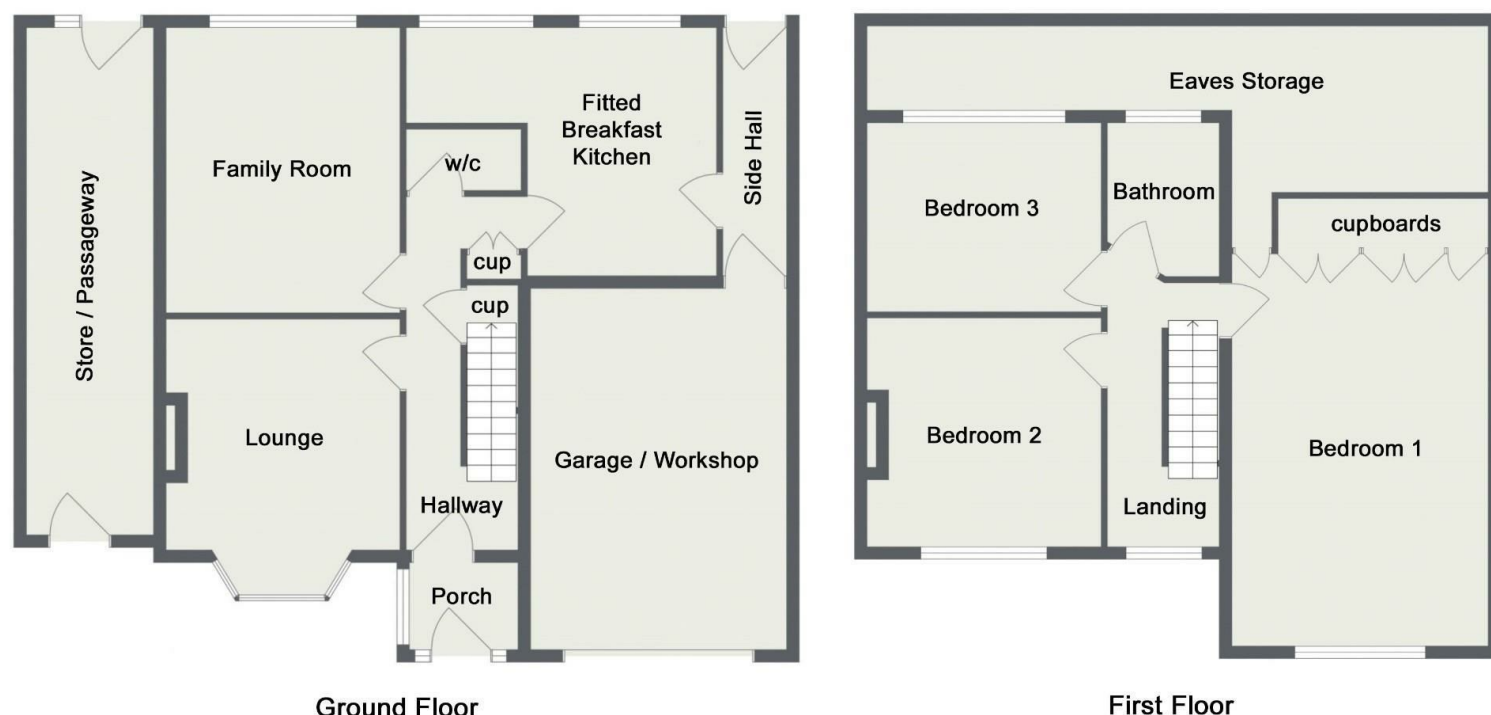 Store / Passageway
Family Room
w/c
Fitted
Breakfast
Kitchen
Side Hall
cup
cup
Lounge
Hallway
Garage / Workshop
Porch
Ground Floor
Eaves Storage
Bedroom 3
Bathroom
cupboards
Bedroom 2
Landing
Bedroom 1
First Floor